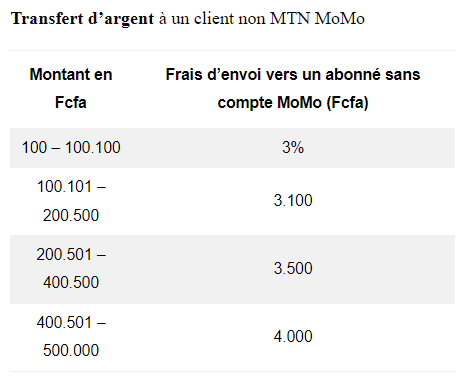 Transfert d’argent à un client non MTN MoMo
Montant en
Fcfa
Frais d’envoi vers un abonné sans
compte MoMo (Fcfa)
100 – 100.100
3%
100.101 –
200.500
3.100
200.501 –
400.500
3.500
400.501 –
500.000
4.000